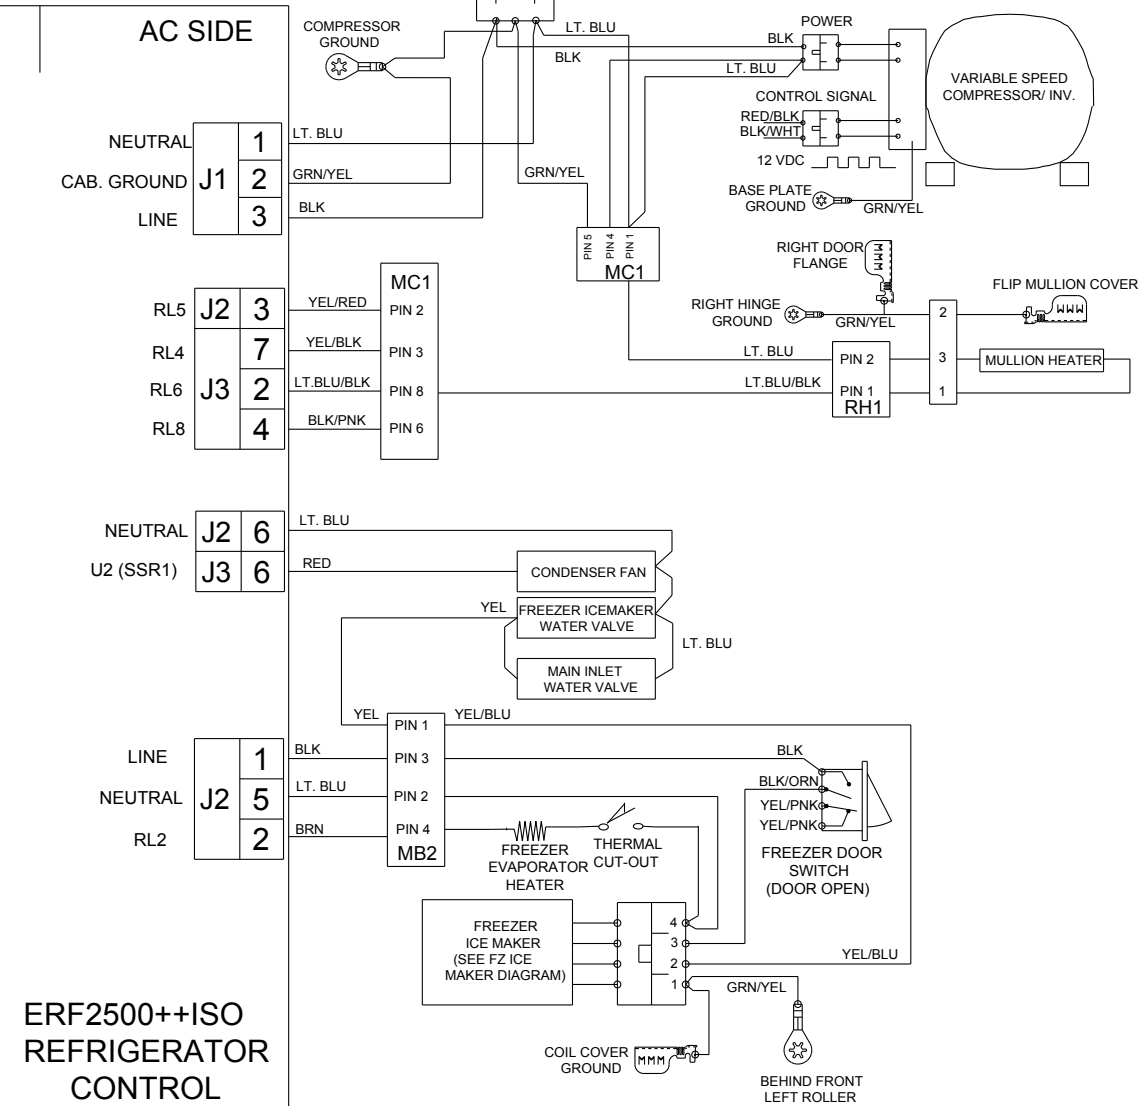 AC SIDE
COMPRESSOR
GROUND
LT. BLU
BLK
POWER
BLK
LT. BLU
VARIABLE SPEED
COMPRESSOR/ INV.
CONTROL SIGNAL
RED/BLK
BLK/WHT
12 VDC
BASE PLATE
GROUND
GRN/YEL
NEUTRAL
1
LT. BLU
CAB. GROUND
J1
2
GRN/YEL
LINE
3
BLK
GRN/YEL
PIN 5
PIN 4
PIN 1
MC1
RIGHT DOOR
FLANGE
RIGHT HINGE
GROUND
GRN/YEL
FLIP MULLION COVER
2
3
1
MULLION HEATER
LT. BLU
PIN 2
LT.BLU/BLK
PIN 1
RH1
MC1
RL5
J2
3
YEL/RED
PIN 2
RL4
7
YEL/BLK
PIN 3
RL6
J3
2
LT.BLU/BLK
PIN 8
RL8
4
BLK/PNK
PIN 6
NEUTRAL
J2
6
LT. BLU
U2 (SSR1)
J3
6
RED
CONDENSER FAN
YEL
FREEZER ICEMAKER
WATER VALVE
LT. BLU
MAIN INLET
WATER VALVE
YEL
PIN 1
YEL/BLU
LINE
1
BLK
PIN 3
BLK
NEUTRAL
J2
5
LT. BLU
PIN 2
RL2
2
BRN
PIN 4
MB2
FREEZER
EVAPORATOR
HEATER
THERMAL
CUT-OUT
BLK/ORN
YEL/PNK
YEL/PNK
FREEZER DOOR
SWITCH
(DOOR OPEN)
FREEZER
ICE MAKER
(SEE FZ ICE
MAKER DIAGRAM)
4
3
2
1
YEL/BLU
GRN/YEL
COIL COVER
GROUND
BEHIND FRONT
LEFT ROLLER
ERF2500++ISO
REFRIGERATOR
CONTROL